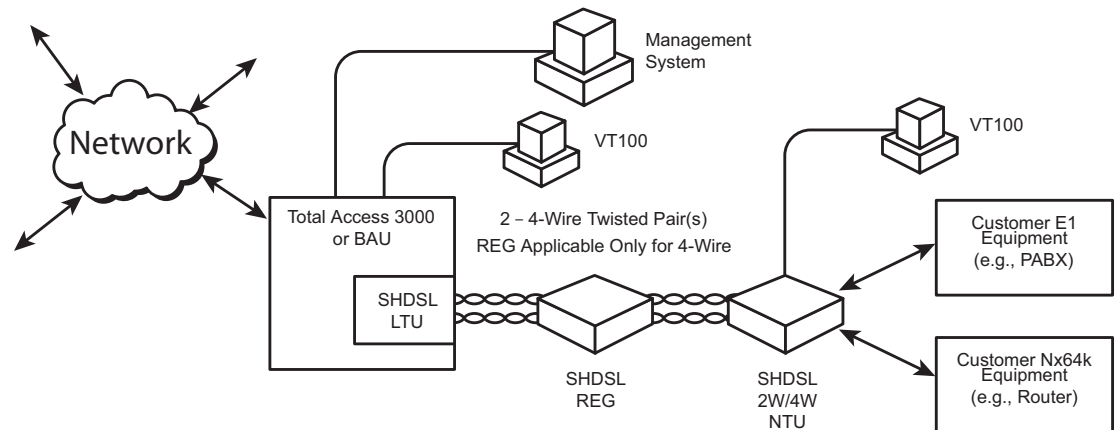 Management
System
Network
VT100
VT100
Total Access 3000
or BAU
2 – 4-Wire Twisted Pair(s)
REG Applicable Only for 4-Wire
Customer E1
Equipment
(e.g., PABX)
SHDSL
LTU
SHDSL
REG
SHDSL
2W/4W
NTU
Customer Nx64k
Equipment
(e.g., Router)